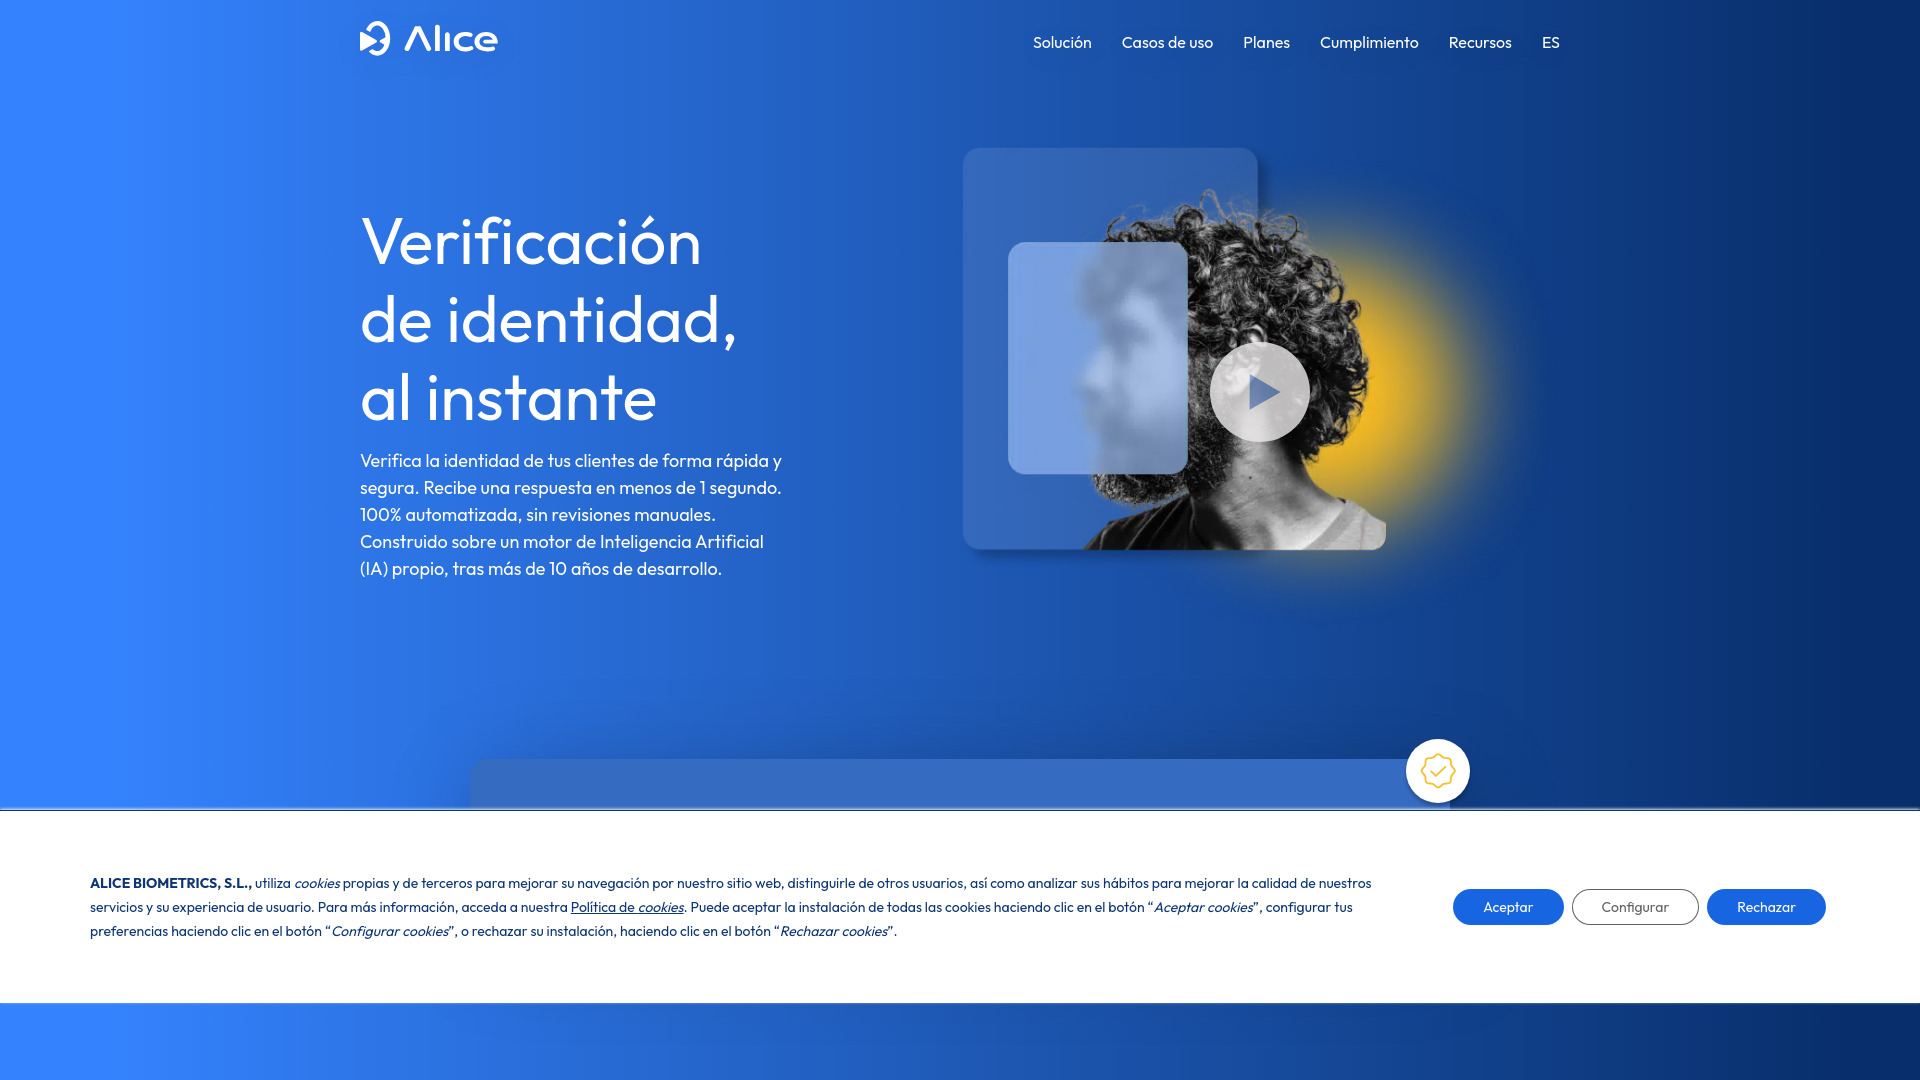 Alice
Solución
Casos de uso
Planes
Cumplimiento
Recursos
ES
Verificación
de identidad,
al instante
Verifica la identidad de tus clientes de forma rápida y
segura. Recibe una respuesta en menos de 1 segundo.
100% automatizada, sin revisiones manuales.
Construido sobre un motor de Inteligencia Artificial
(IA) propio, tras más de 10 años de desarrollo.
ALICE BIOMETRICS, S.L., utiliza cookies propias y de terceros para mejorar su navegación por nuestro sitio web, distinguirle de otros usuarios, así como analizar sus hábitos para mejorar la calidad de nuestros
servicios y su experiencia de usuario. Para más información, acceda a nuestra Política de cookies. Puede aceptar la instalación de todas las cookies haciendo clic en el botón “Aceptar cookies”, configurar tus
preferencias haciendo clic en el botón “Configurar cookies”, o rechazar su instalación, haciendo clic en el botón “Rechazar cookies”.
Aceptar
Configurar
Rechazar